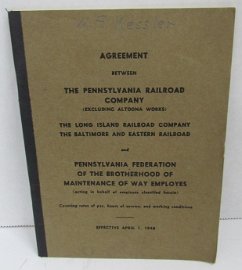 W. F. Kessler
AGREEMENT
BETWEEN
THE PENNSYLVANIA RAILROAD
COMPANY
(EXCLUDING ALTOONA WORKS)
THE LONG ISLAND RAILROAD COMPANY
THE BALTIMORE AND EASTERN RAILROAD
and
PENNSYLVANIA FEDERATION
OF THE BROTHERHOOD OF
MAINTENANCE OF WAY EMPLOYES
(acting in behalf of employes identified herein)
Covering rates of pay, hours of service, and working conditions
EFFECTIVE APRIL 1,